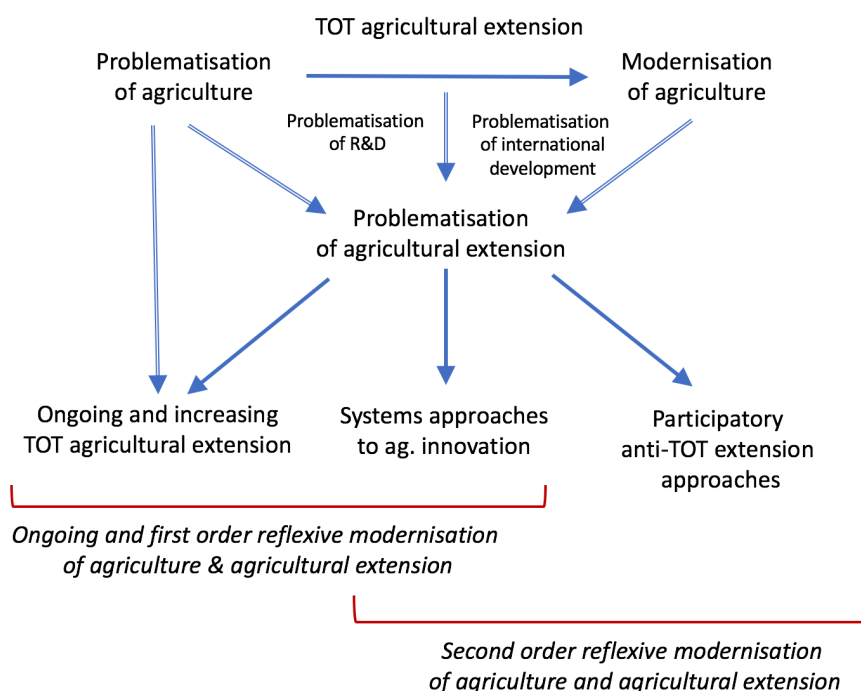 TOT agricultural extension
Problematisation
of agriculture
Modernisation
of agriculture
Problematisation
of R&D
Problematisation
of international
development
Problematisation
of agricultural extension
Ongoing and increasing
TOT agricultural extension
Systems approaches
to ag. innovation
Participatory
anti-TOT extension
approaches
Ongoing and first order reflexive modernisation
of agriculture & agricultural extension
Second order reflexive modernisation
of agriculture and agricultural extension